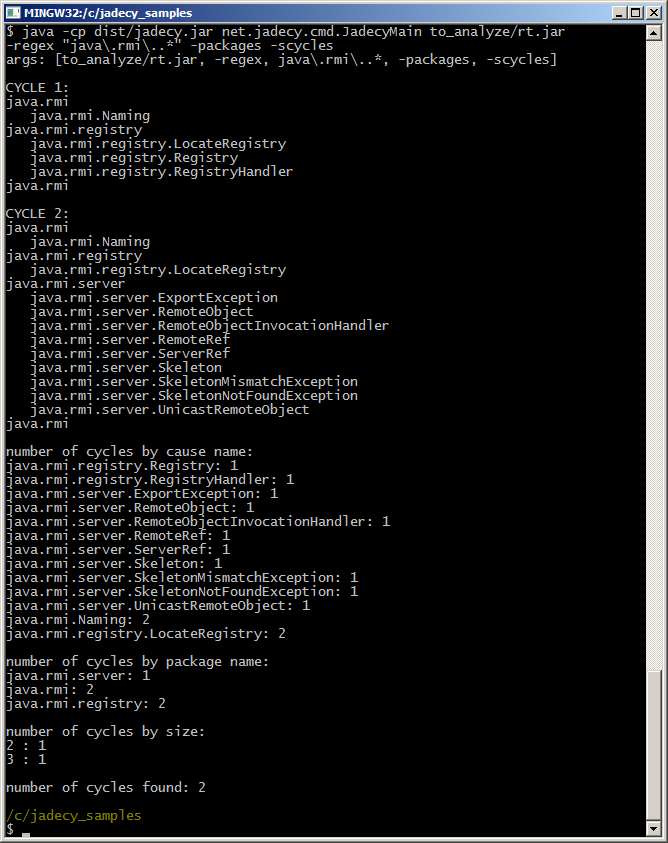 MINGW32:/c/jadecy_samples
$ java -cp dist/jadecy.jar net.jadecy.cmd.JadecyMain to_analyze/rt.jar
-regex "java\.rmi\..*" -packages -scycles
args: [to_analyze/rt.jar, -regex, java\.rmi\..*, -packages, -scycles]
CYCLE 1:
java.rmi
java.rmi.Naming
java.rmi.registry
java.rmi.registry.LocateRegistry
java.rmi.registry.Registry
java.rmi.registry.RegistryHandler
java.rmi
CYCLE 2:
java.rmi
java.rmi.Naming
java.rmi.registry
java.rmi.registry.LocateRegistry
java.rmi.server
java.rmi.server.ExportException
java.rmi.server.RemoteObject
java.rmi.server.RemoteObjectInvocationHandler
java.rmi.server.RemoteRef
java.rmi.server.ServerRef
java.rmi.server.Skeleton
java.rmi.server.SkeletonMismatchException
java.rmi.server.SkeletonNotFoundException
java.rmi.server.UnicastRemoteObject
java.rmi
number of cycles by cause name:
java.rmi.registry.Registry: 1
java.rmi.registry.RegistryHandler: 1
java.rmi.server.ExportException: 1
java.rmi.server.RemoteObject: 1
java.rmi.server.RemoteObjectInvocationHandler: 1
java.rmi.server.RemoteRef: 1
java.rmi.server.ServerRef: 1
java.rmi.server.Skeleton: 1
java.rmi.server.SkeletonMismatchException: 1
java.rmi.server.SkeletonNotFoundException: 1
java.rmi.server.UnicastRemoteObject: 1
java.rmi.Naming: 2
java.rmi.registry.LocateRegistry: 2
number of cycles by package name:
java.rmi.server: 1
java.rmi: 2
java.rmi.registry: 2
number of cycles by size:
2 : 1
3 : 1
number of cycles found: 2
/c/jadecy_samples
$